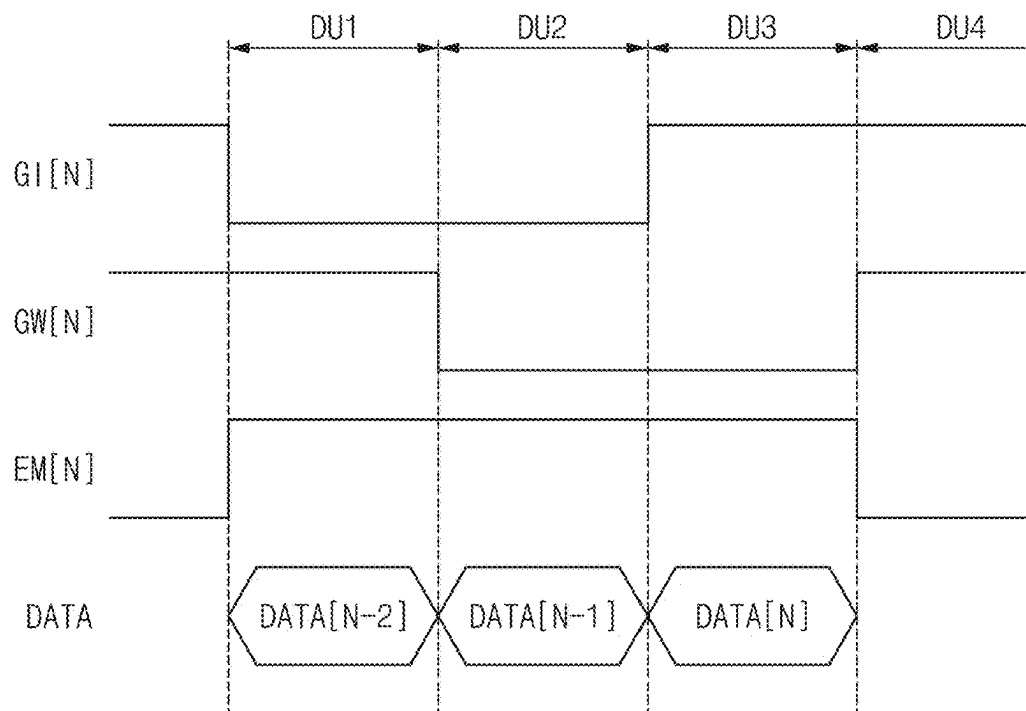 DU1 DU2 DU3 DU4
GI[N]
GW[N]
EM[N]
DATA DATA[N-2] DATA[N-1] DATA[N]